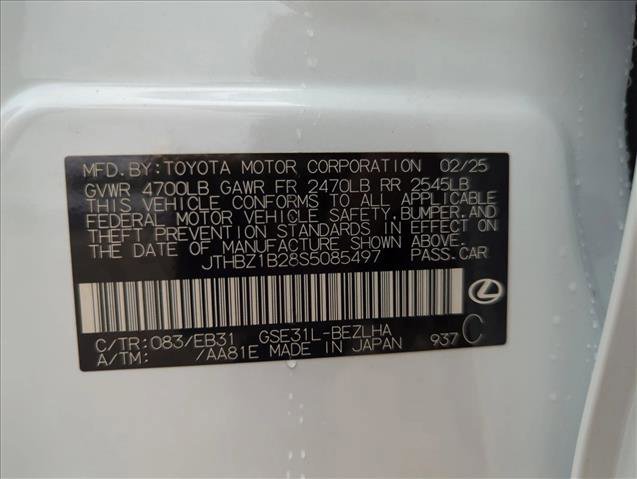 MFD.BY:TOYOTA MOTOR CORPORATION 02/25
GVWR 4700LB GAWR FR 2470LB RR 2545LB
THIS VEHICLE CONFORMS TO ALL APPLICABLE
FEDERAL MOTOR VEHICLE SAFETY,BUMPER,AND
THEFT PREVENTION STANDARDS IN EFFECT ON
THE DATE OF MANUFACTURE SHOWN ABOVE.
JTHBZ1B28S5085497 PASS.CAR
C/TR:083/EB31 GSE31L-BEZLHA
A/TM: /AA81E MADE IN JAPAN 937 C